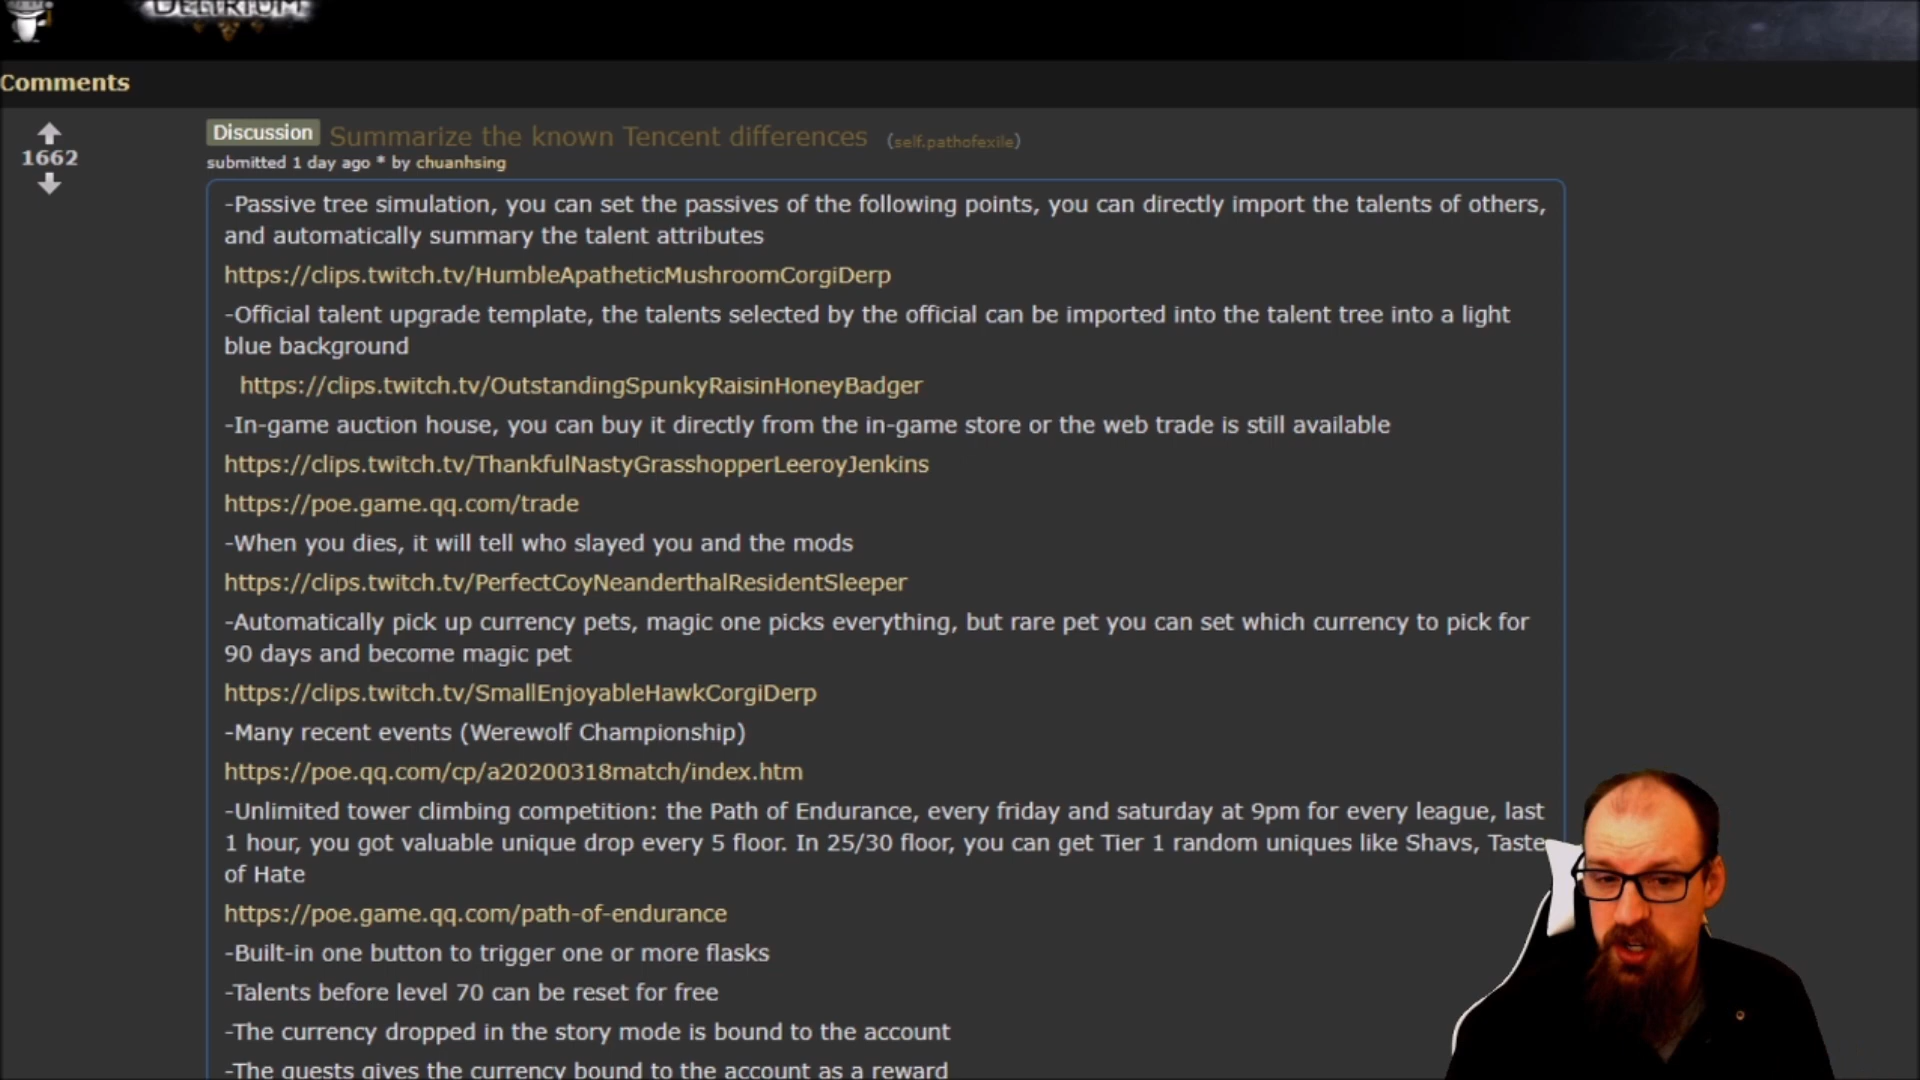 DELIRIUM
Comments
1662
Discussion Summarize the known Tencent differences (self.pathofexile)
submitted 1 day ago * by chuanhsing
-Passive tree simulation, you can set the passives of the following points, you can directly import the talents of others,
and automatically summary the talent attributes
https://clips.twitch.tv/HumbleApatheticMushroomCorgiDerp
-Official talent upgrade template, the talents selected by the official can be imported into the talent tree into a light
blue background
https://clips.twitch.tv/OutstandingSpunkyRaisinHoneyBadger
-In-game auction house, you can buy it directly from the in-game store or the web trade is still available
https://clips.twitch.tv/ThankfulNastyGrasshopperLeeroyJenkins
https://poe.game.qq.com/trade
-When you dies, it will tell who slayed you and the mods
https://clips.twitch.tv/PerfectCoyNeanderthalResidentSleeper
-Automatically pick up currency pets, magic one picks everything, but rare pet you can set which currency to pick for
90 days and become magic pet
https://clips.twitch.tv/SmallEnjoyableHawkCorgiDerp
-Many recent events (Werewolf Championship)
https://poe.qq.com/cp/a20200318match/index.htm
-Unlimited tower climbing competition: the Path of Endurance, every friday and saturday at 9pm for every league, last
1 hour, you got valuable unique drop every 5 floor. In 25/30 floor, you can get Tier 1 random uniques like Shavs, Taste
of Hate
https://poe.game.qq.com/path-of-endurance
-Built-in one button to trigger one or more flasks
-Talents before level 70 can be reset for free
-The currency dropped in the story mode is bound to the account
-The quests gives the currency bound to the account as a reward